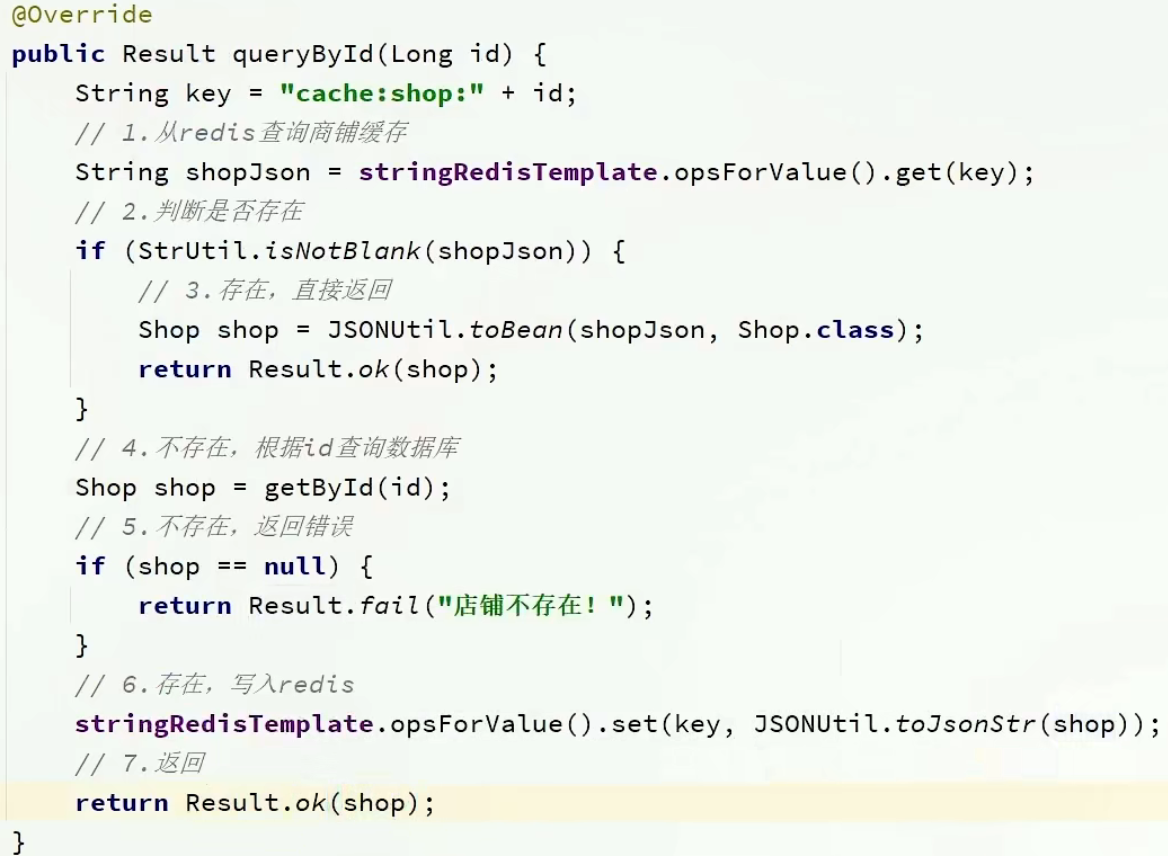 @Override
public Result queryById(Long id) {
    String key = "cache:shop:" + id;
    // 1.从redis查询商铺缓存
    String shopJson = stringRedisTemplate.opsForValue().get(key);
    // 2.判断是否存在
    if (StrUtil.isNotBlank(shopJson)) {
        // 3.存在，直接返回
        Shop shop = JSONUtil.toBean(shopJson, Shop.class);
        return Result.ok(shop);
    }
    // 4.不存在，根据id查询数据库
    Shop shop = getById(id);
    // 5.不存在，返回错误
    if (shop == null) {
        return Result.fail("店铺不存在！");
    }
    // 6.存在，写入redis
    stringRedisTemplate.opsForValue().set(key, JSONUtil.toJsonStr(shop));
    // 7.返回
    return Result.ok(shop);
}